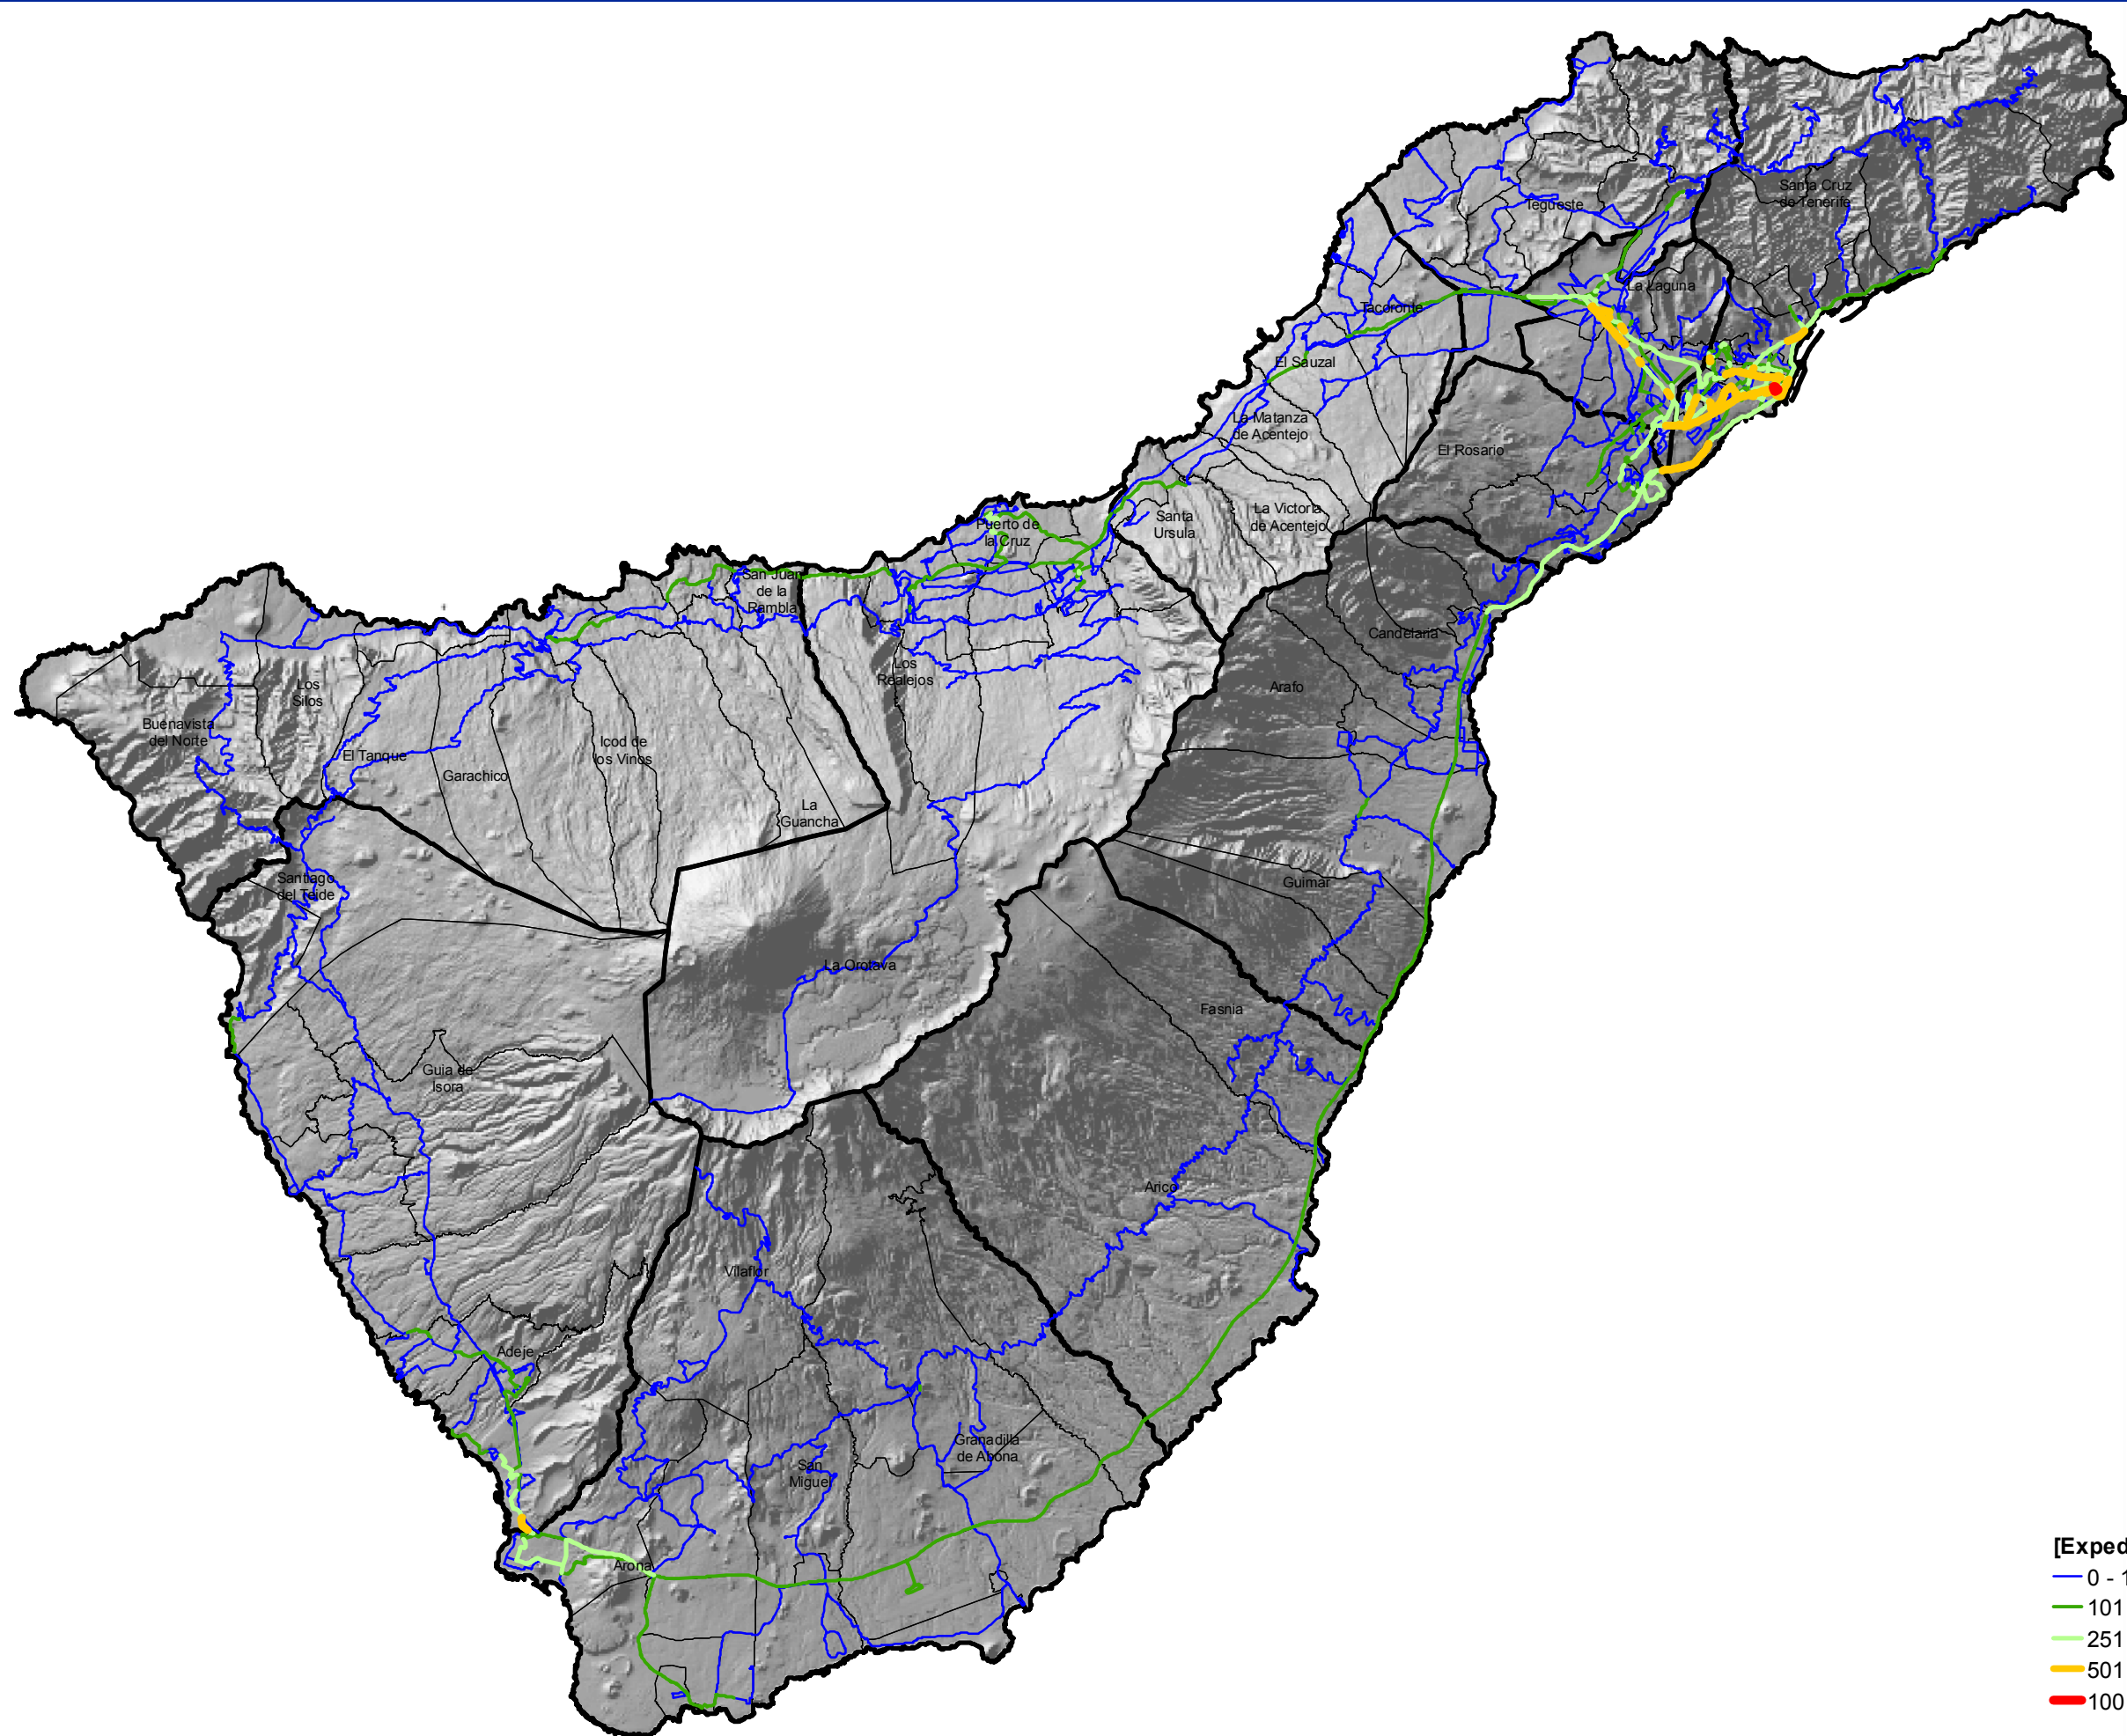 Santa Cruz
de Tenerife
Tegueste
La Laguna
Tacoronte
El Sauzal
La Matanza
de Acentejo
El Rosario
La Victoria
de Acentejo
Santa
Ursula
Puerto de
la Cruz
San Juan
de la
Rambla
Candelaria
Los
Realejos
Arafo
Los
Silos
Buenavista
del Norte
El Tanque
Icod de
los Vinos
Garachico
La
Guancha
Santiago
del Teide
Guimar
La Orotava
Fasnia
Guia de
Isora
Arico
Vilaflor
Adeje
Granadilla
de Abona
San
Miguel
Arona
[Exped
0 - 1
101
251
501
100